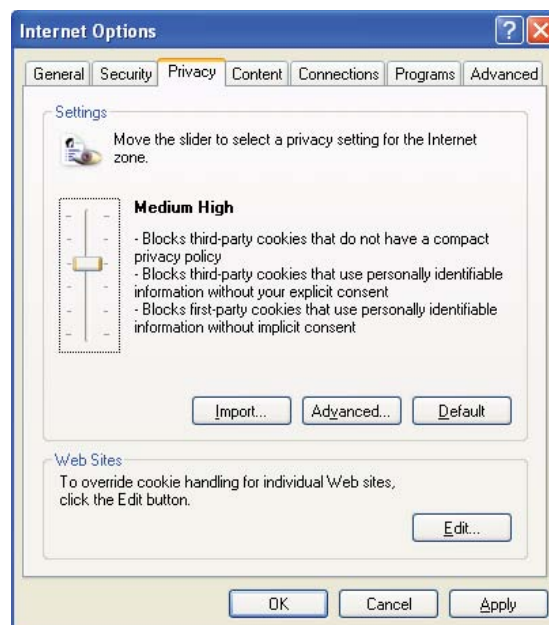 Internet Options
General Security Privacy Content Connections Programs Advanced
Settings
Move the slider to select a privacy setting for the Internet
zone.
Medium High
- Blocks third-party cookies that do not have a compact
privacy policy
- Blocks third-party cookies that use personally identifiable
information without your explicit consent
- Blocks first-party cookies that use personally identifiable
information without implicit consent
Import... Advanced... Default
Web Sites
To override cookie handling for individual Web sites,
click the Edit button.
Edit...
OK Cancel Apply